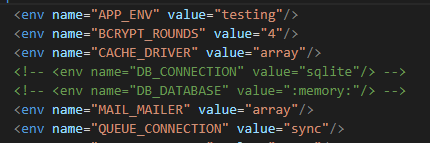 <env name="APP_ENV" value="testing"/>
<env name="BCRYPT_ROUNDS" value="4"/>
<env name="CACHE_DRIVER" value="array"/>
<!-- <env name="DB_CONNECTION" value="sqlite"/> -->
<!-- <env name="DB_DATABASE" value=":memory:"/> -->
<env name="MAIL_MAILER" value="array"/>
<env name="QUEUE_CONNECTION" value="sync"/>